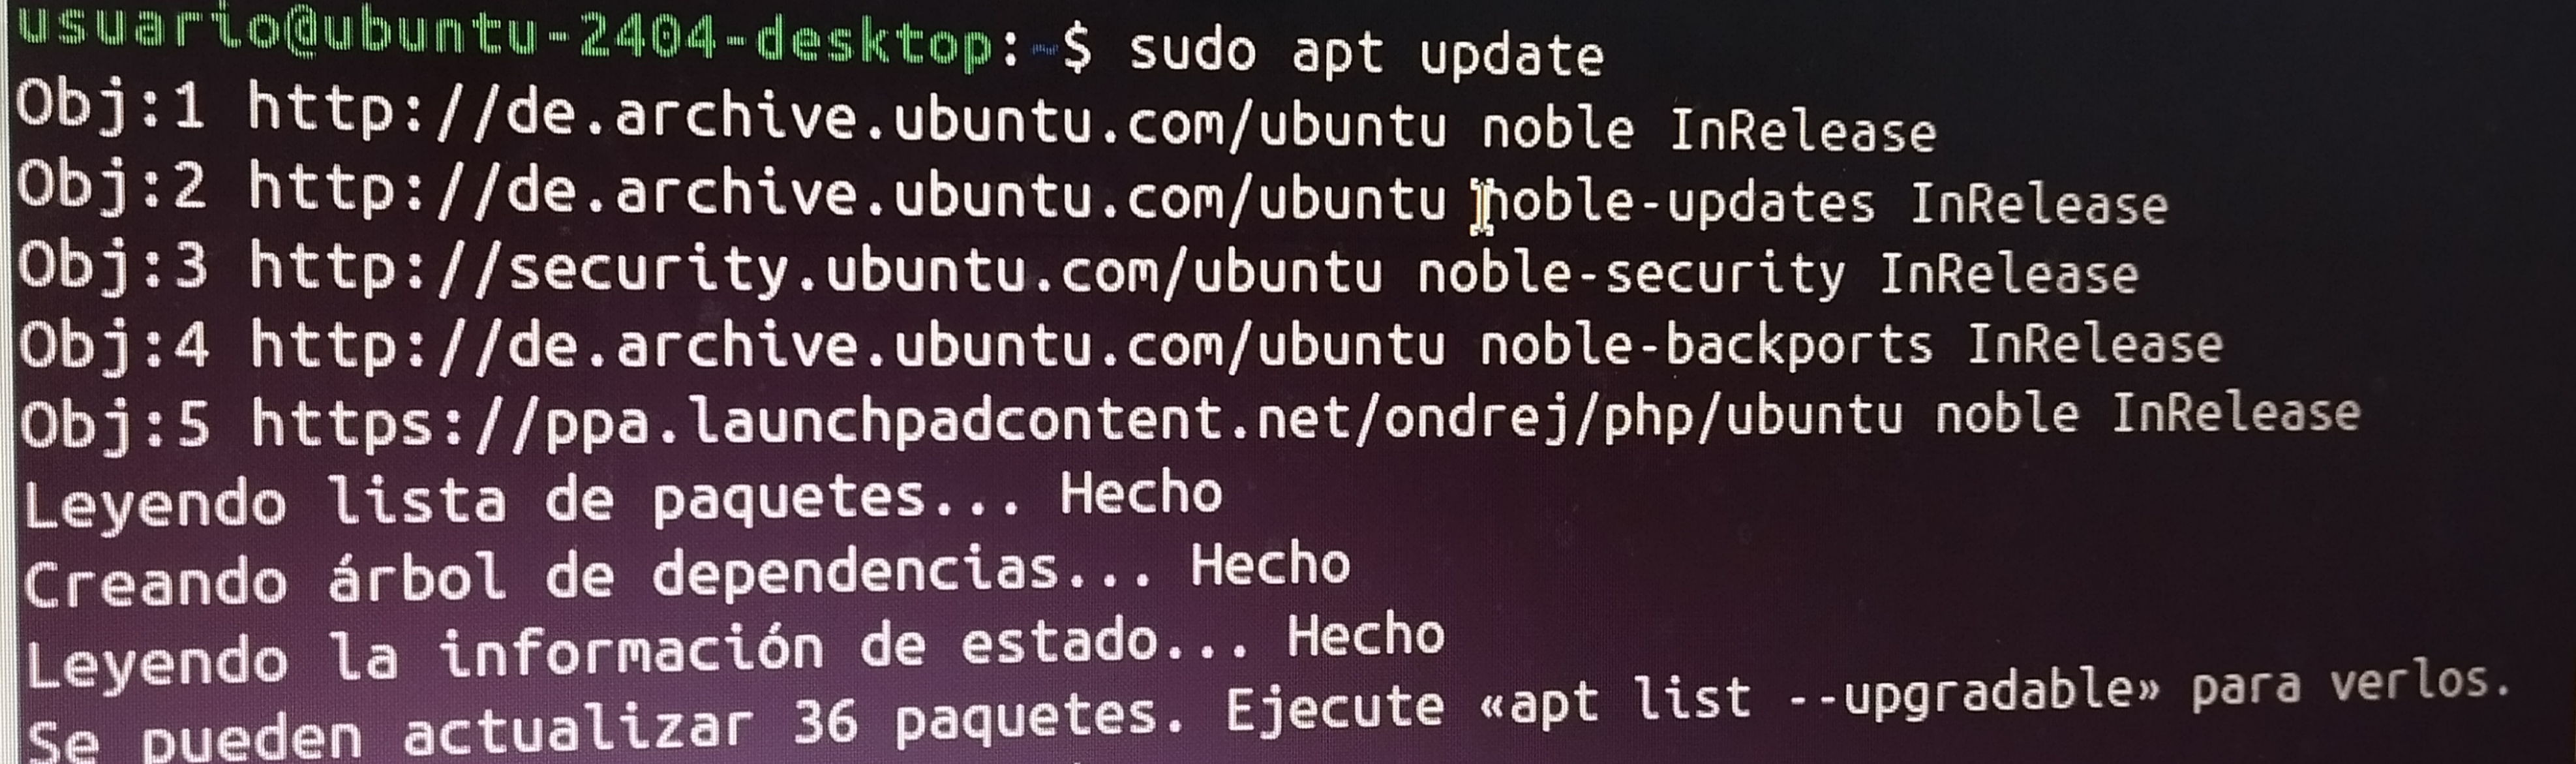 usuario@ubuntu-2404-desktop:~$ sudo apt update
Obj:1 http://de.archive.ubuntu.com/ubuntu noble InRelease
Obj:2 http://de.archive.ubuntu.com/ubuntu noble-updates InRelease
Obj:3 http://security.ubuntu.com/ubuntu noble-security InRelease
Obj:4 http://de.archive.ubuntu.com/ubuntu noble-backports InRelease
Obj:5 https://ppa.launchpadcontent.net/ondrej/php/ubuntu noble InRelease
Leyendo lista de paquetes... Hecho
Creando árbol de dependencias... Hecho
Leyendo la información de estado... Hecho
Se pueden actualizar 36 paquetes. Ejecute «apt list --upgradable» para verlos.